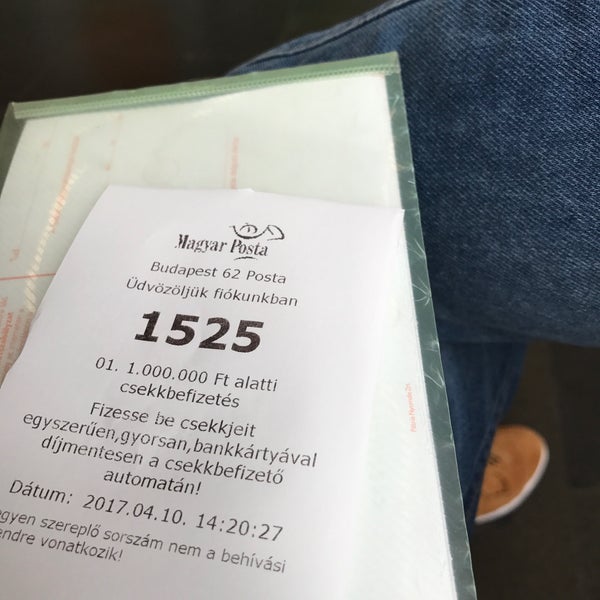 Magyar Posta
Budapest 62 Posta
Üdvözöljük fiókunkban
1525
01. 1.000.000 Ft alatti
csekkbefizetés
Fizesse be csekkjeit
egyszerűen,gyorsan,bankkártyával
díjmentesen a csekkbefizető
automatán!
Dátum: 2017.04.10. 14:20:27
szereplő sorszám nem a behívási
vonatkozik!